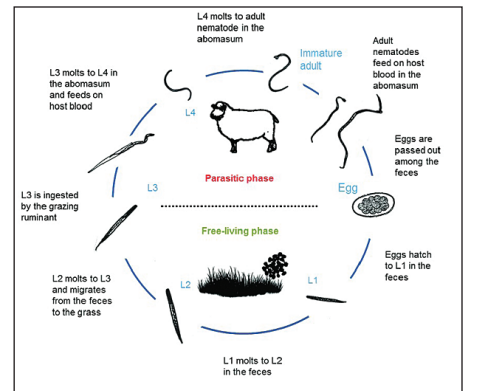 L4 molts to adult
nematode in the
abomasum
Immature
adult
Adult
nematodes
feed on host
blood in the
abomasum
L3 molts to L4 in
the abomasum
and feeds on
host blood
L4
Eggs are
passed out
among the
feces
Parasitic phase
L3
Egg
L3 is ingested
by the grazing
ruminant
Free-living phase
Eggs hatch
to L1 in the
feces
L2 molts to L3
and migrates
from the feces
to the grass
L2
L1
L1 molts to L2
in the feces